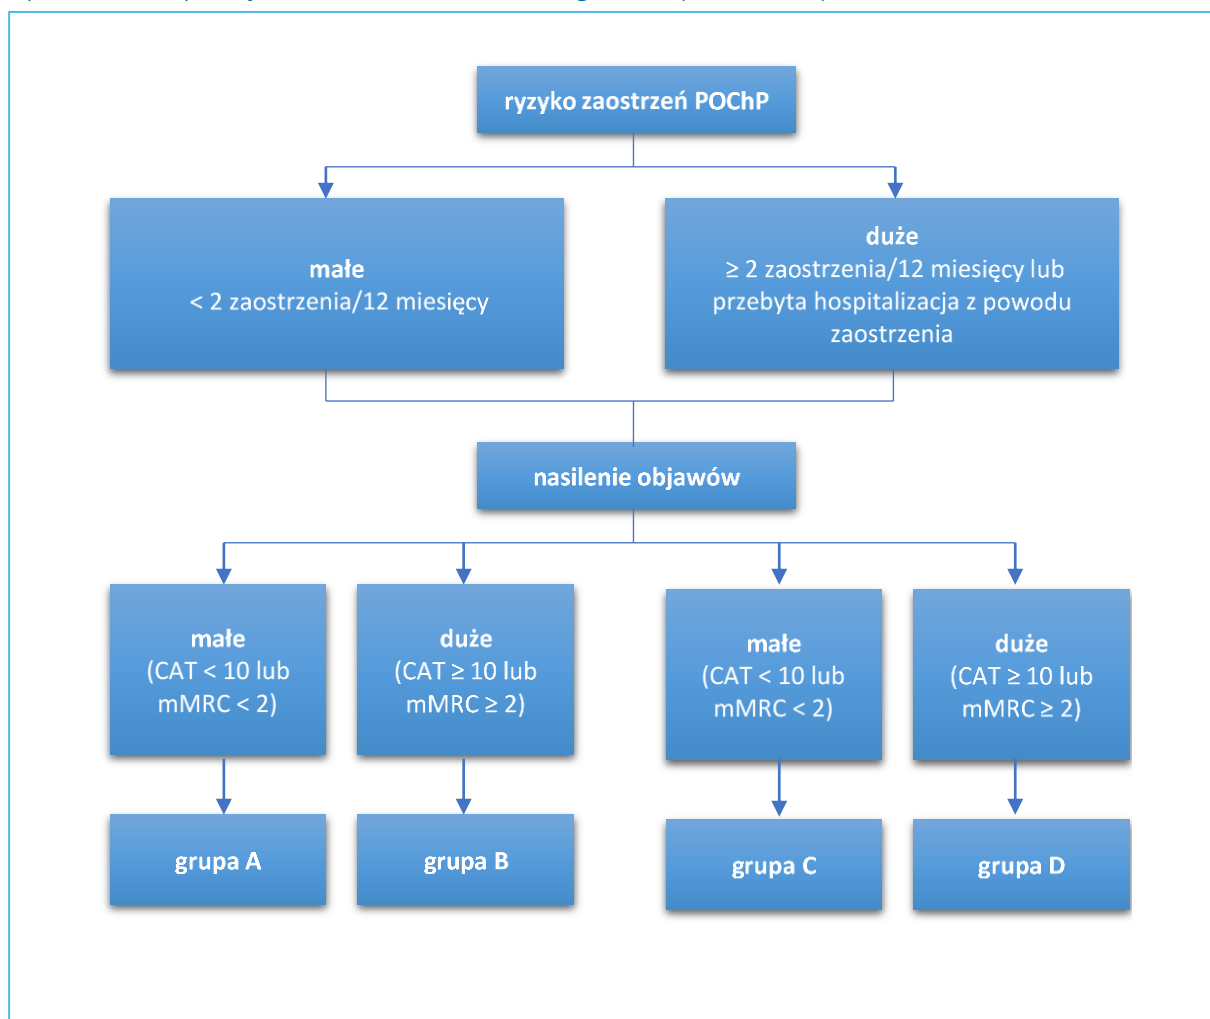 ryzyko zaostrzeń POChP
małe
< 2 zaostrzenia/12 miesięcy
duże
≥ 2 zaostrzenia/12 miesięcy lub
przebyta hospitalizacja z powodu
zaostrzenia
nasilenie objawów
małe
(CAT < 10 lub
mMRC < 2)
duże
(CAT ≥ 10 lub
mMRC ≥ 2)
małe
(CAT < 10 lub
mMRC < 2)
duże
(CAT ≥ 10 lub
mMRC ≥ 2)
grupa A
grupa B
grupa C
grupa D